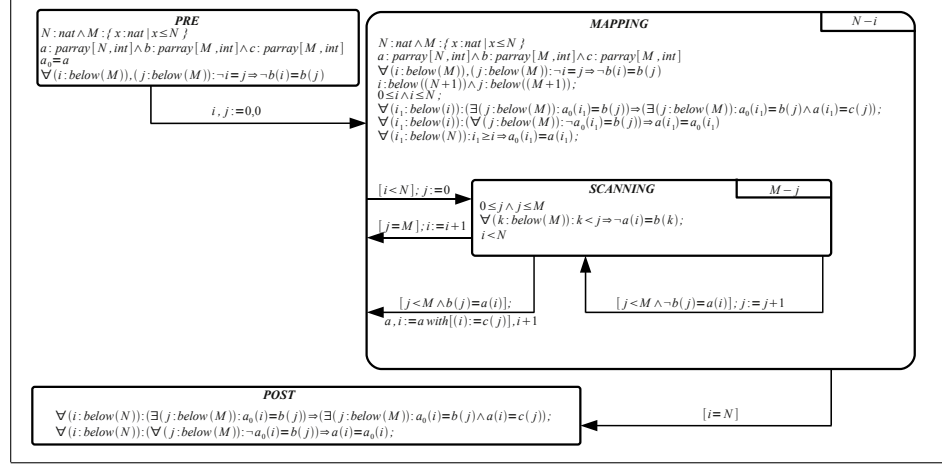 PRE
N:nat∧M:{x:nat|x≤N}
a:parray[N,int]∧b:parray[M,int]∧c:parray[M,int]
a₀=a
∀(i:below(M)),(j:below(M)):¬i=j⇒¬b(i)=b(j)
i,j:=0,0
MAPPING
N−i
N:nat∧M:{x:nat|x≤N}
a:parray[N,int]∧b:parray[M,int]∧c:parray[M,int]
∀(i:below(M)),(j:below(M)):¬i=j⇒¬b(i)=b(j)
i:below((N+1))∧j:below((M+1));
0≤i∧i≤N;
∀(i₁:below(i)):(∃(j:below(M)):a₀(i₁)=b(j))⇒(∃(j:below(M)):a₀(i₁)=b(j)∧a(i₁)=c(j));
∀(i₁:below(i)):(∀(j:below(M)):¬a₀(i₁)=b(j))⇒a(i₁)=a₀(i₁)
∀(i₁:below(N)):i₁≥i⇒a₀(i₁)=a(i₁);
[i<N];j:=0
[j=M];i:=i+1
SCANNING
M−j
0≤j∧j≤M
∀(k:below(M)):k<j⇒¬a(i)=b(k);
i<N
[j<M∧b(j)=a(i)];
a,i:=a with[(i):=c(j)],i+1
[j<M∧¬b(j)=a(i)];j:=j+1
POST
∀(i:below(N)):(∃(j:below(M)):a₀(i)=b(j))⇒(∃(j:below(M)):a₀(i)=b(j)∧a(i)=c(j));
∀(i:below(N)):(∀(j:below(M)):¬a₀(i)=b(j))⇒a(i)=a₀(i);
[i=N]